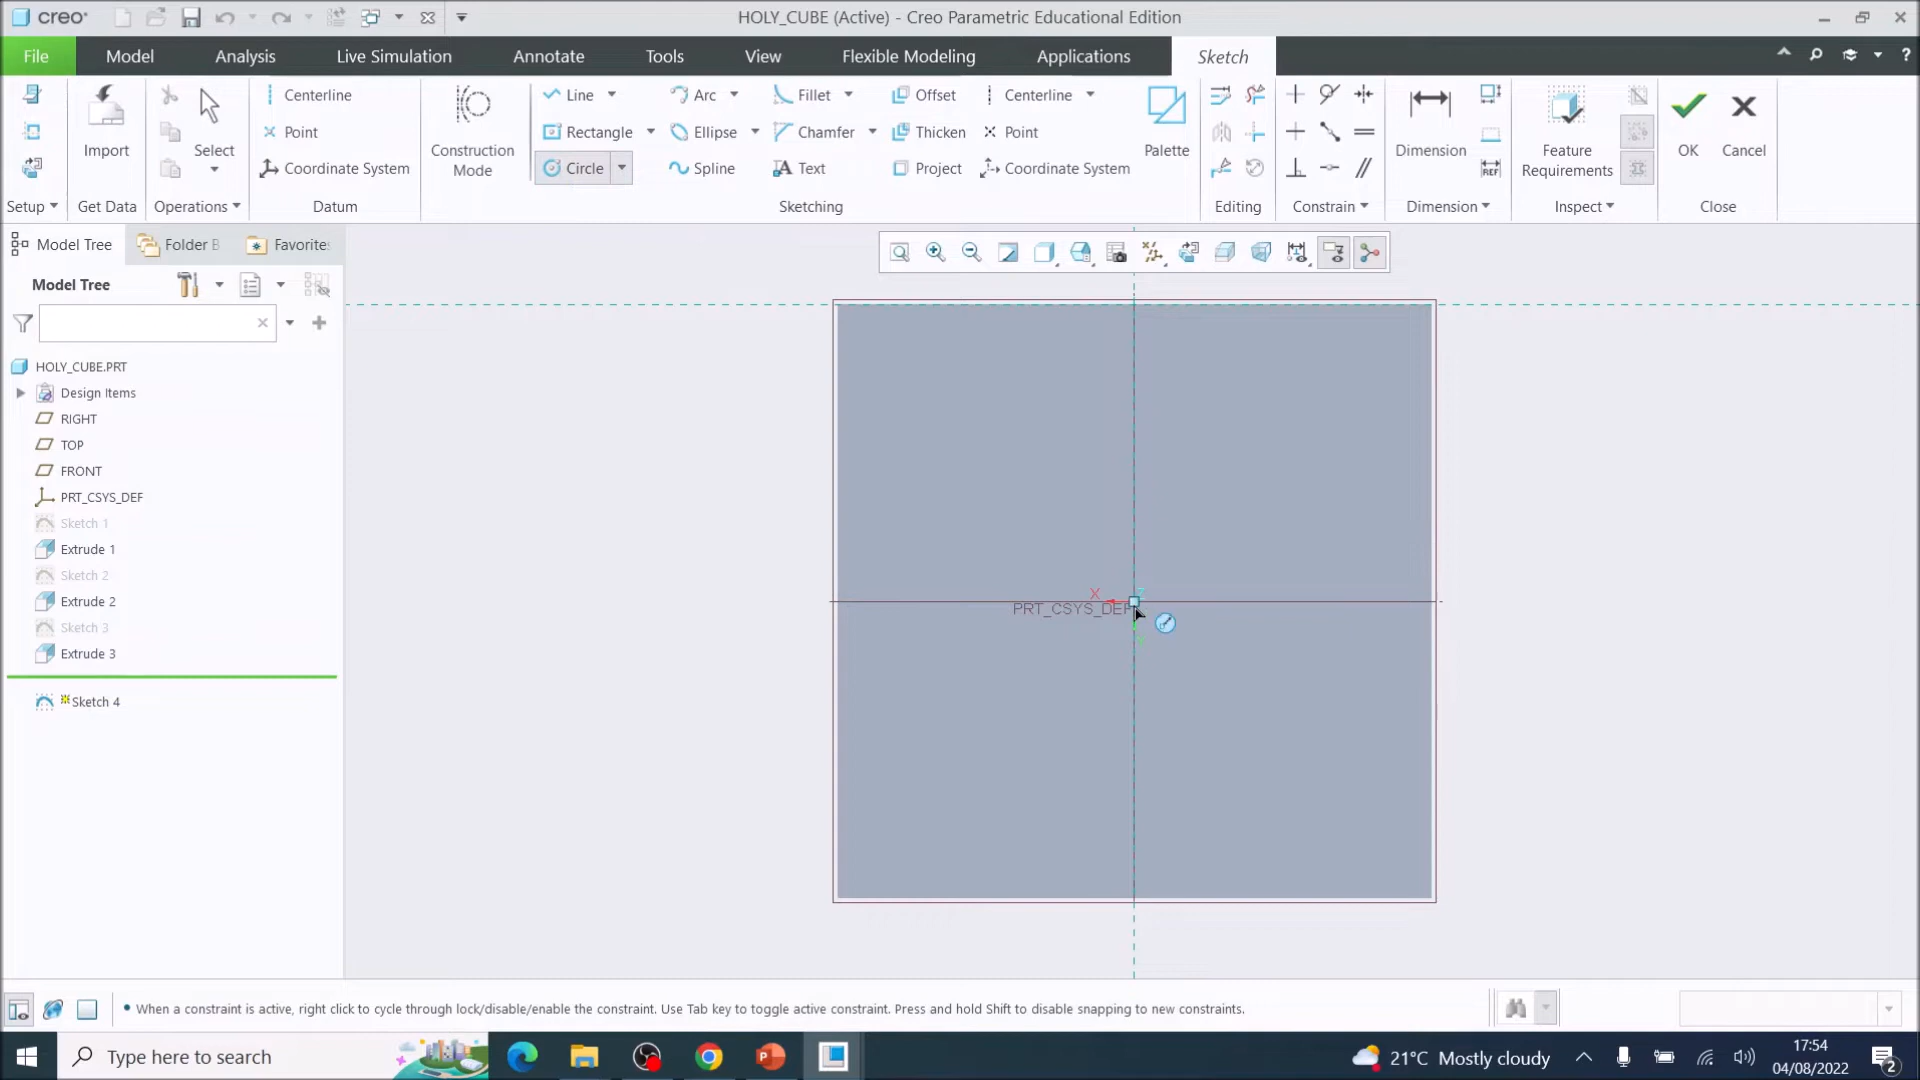 creo
HOLY_CUBE (Active) - Creo Parametric Educational Edition
File Model Analysis Live Simulation Annotate Tools View Flexible Modeling Applications Sketch
Import
Select
Centerline
Point
Coordinate System
Construction
Mode
Line
Arc
Fillet
Offset
Centerline
Rectangle
Ellipse
Chamfer
Thicken
Point
Circle
Spline
Text
Project
Coordinate System
Palette
Dimension
REF
Feature
Requirements
OK
Cancel
Setup Get Data Operations Datum Sketching Editing Constrain Dimension Inspect Close
Model Tree Folder B Favorite
Model Tree
HOLY_CUBE.PRT
Design Items
RIGHT
TOP
FRONT
PRT_CSYS_DEF
Sketch 1
Extrude 1
Sketch 2
Extrude 2
Sketch 3
Extrude 3
Sketch 4
X
PRT_CSYS_DEF
• When a constraint is active, right click to cycle through lock/disable/enable the constraint. Use Tab key to toggle active constraint. Press and hold Shift to disable snapping to new constraints.
Type here to search
21°C Mostly cloudy
17:54
04/08/2022
2